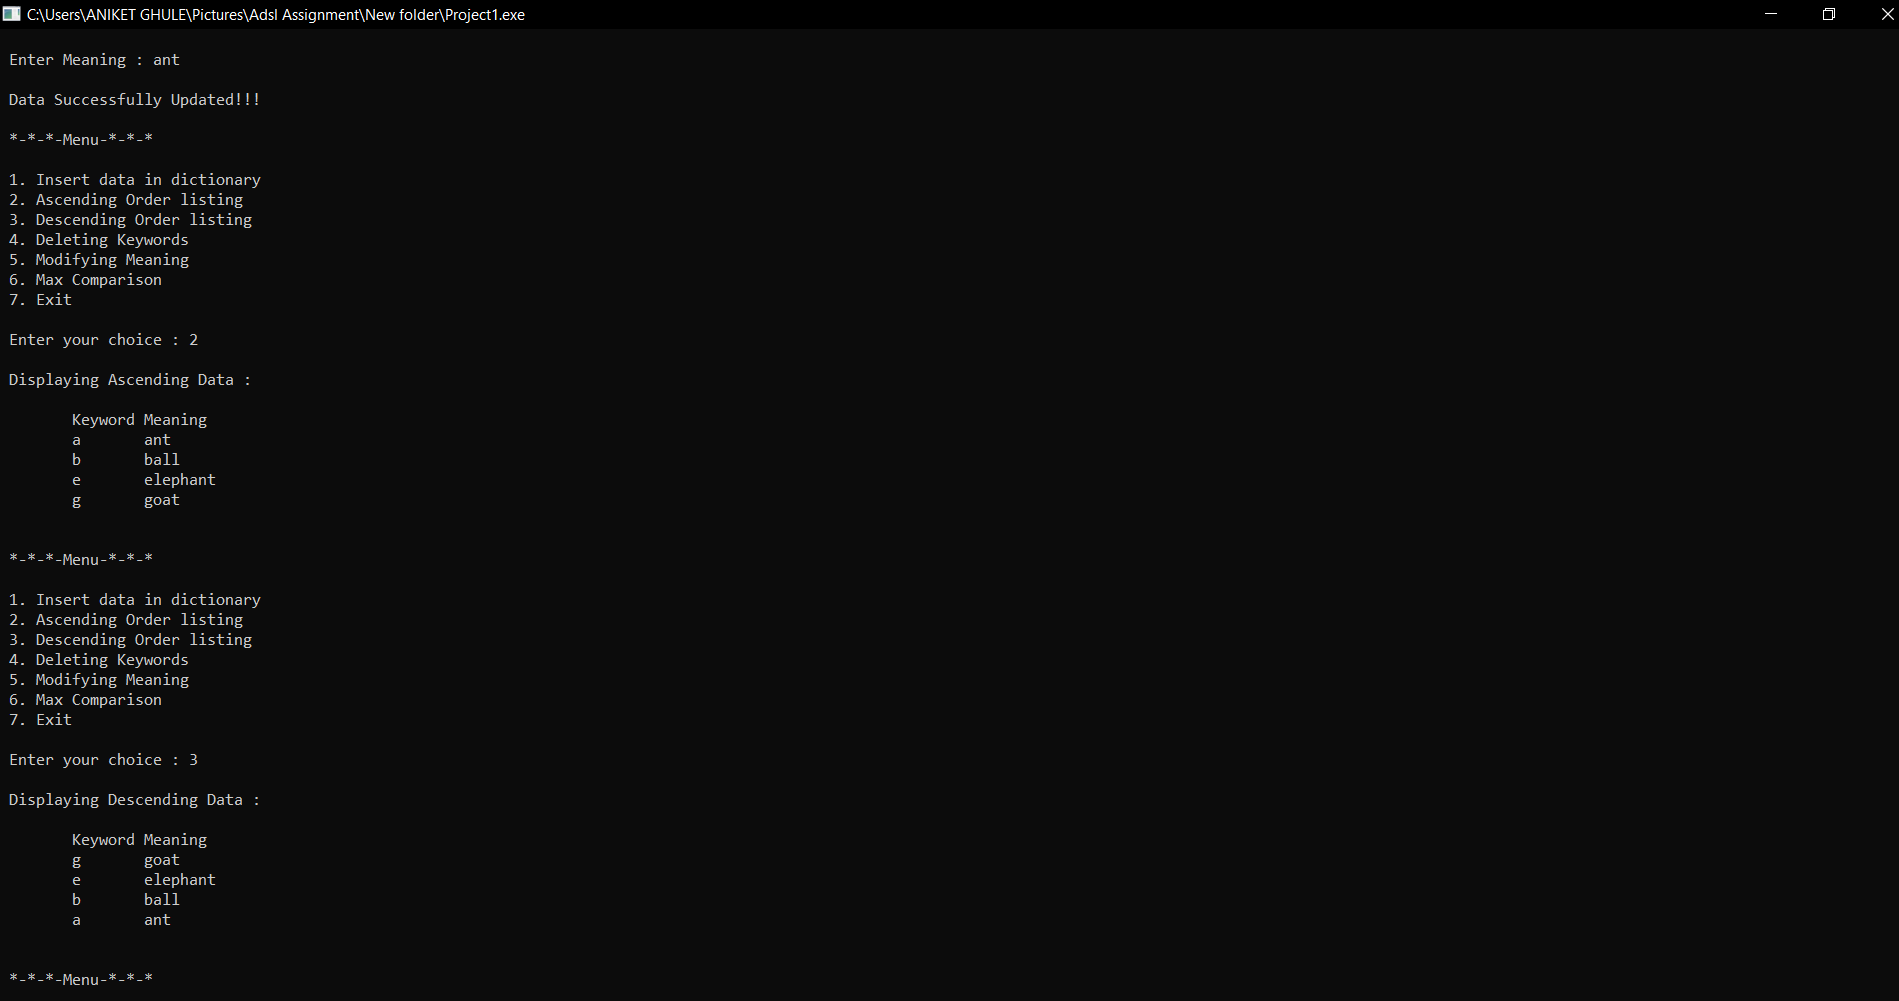 C:\Users\ANIKET GHULE\Pictures\Adsl Assignment\New folder\Project1.exe
Enter Meaning : ant
Data Successfully Updated!!!
*-*-*-Menu-*-*-*
1. Insert data in dictionary
2. Ascending Order listing
3. Descending Order listing
4. Deleting Keywords
5. Modifying Meaning
6. Max Comparison
7. Exit
Enter your choice : 2
Displaying Ascending Data :
Keyword Meaning
a ant
b ball
e elephant
g goat
*-*-*-Menu-*-*-*
1. Insert data in dictionary
2. Ascending Order listing
3. Descending Order listing
4. Deleting Keywords
5. Modifying Meaning
6. Max Comparison
7. Exit
Enter your choice : 3
Displaying Descending Data :
Keyword Meaning
g goat
e elephant
b ball
a ant
*-*-*-Menu-*-*-*